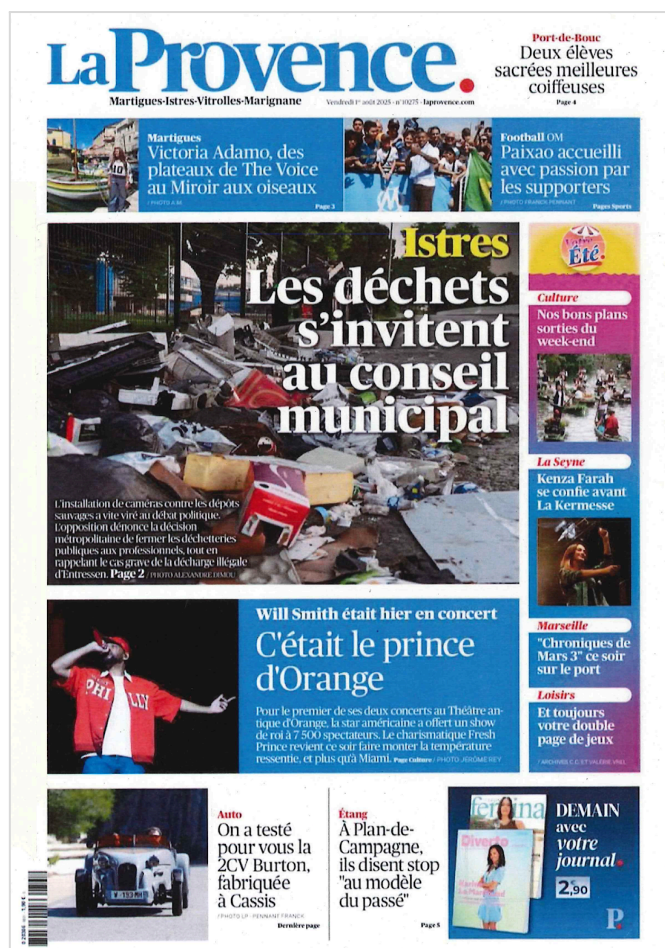 Port-de-Bouc
Deux élèves
sacrées meilleures
coiffeuses
Page 4
La Provence.
Martigues-Istres-Vitrolles-Marignane
Vendredi 1er août 2025 - n°10275 - laprovence.com
Martigues
Victoria Adamo, des
plateaux de The Voice
au Miroir aux oiseaux
/ PHOTO A.M.
Page 3
Football OM
Paixao accueilli
avec passion par
les supporters
/ PHOTO FRANCK PENNANT
Pages Sports
Istres
Les déchets
s'invitent
au conseil
municipal
L'installation de caméras contre les dépôts
sauvages a vite viré au débat politique.
L'opposition dénonce la décision
métropolitaine de fermer les déchetteries
publiques aux professionnels, tout en
rappelant le cas grave de la décharge illégale
d'Entressen. Page 2 / PHOTO ALEXANDRE DIMOU
Été
Culture
Nos bons plans
sorties du
week-end
La Seyne
Kenza Farah
se confie avant
La Kermesse
Marseille
"Chroniques de
Mars 3" ce soir
sur le port
Loisirs
Et toujours
votre double
page de jeux
/ ARCHIVES C.C. ET VALÉRIE VREL
PHILLY
Will Smith était hier en concert
C'était le prince
d'Orange
Pour le premier de ses deux concerts au Théâtre an-
tique d'Orange, la star américaine a offert un show
de roi à 7 500 spectateurs. Le charismatique Fresh
Prince revient ce soir faire monter la température
ressentie, et plus qu'à Miami. Page Culture / PHOTO JÉRÔME REY
Auto
On a testé
pour vous la
2CV Burton,
fabriquée
à Cassis
/ PHOTO LP : PENNANT FRANCK
Dernière page
Étang
À Plan-de-
Campagne,
ils disent stop
"au modèle
du passé"
Page 5
femina
Diverto
DEMAIN
avec
votre
journal.
2,90
P.